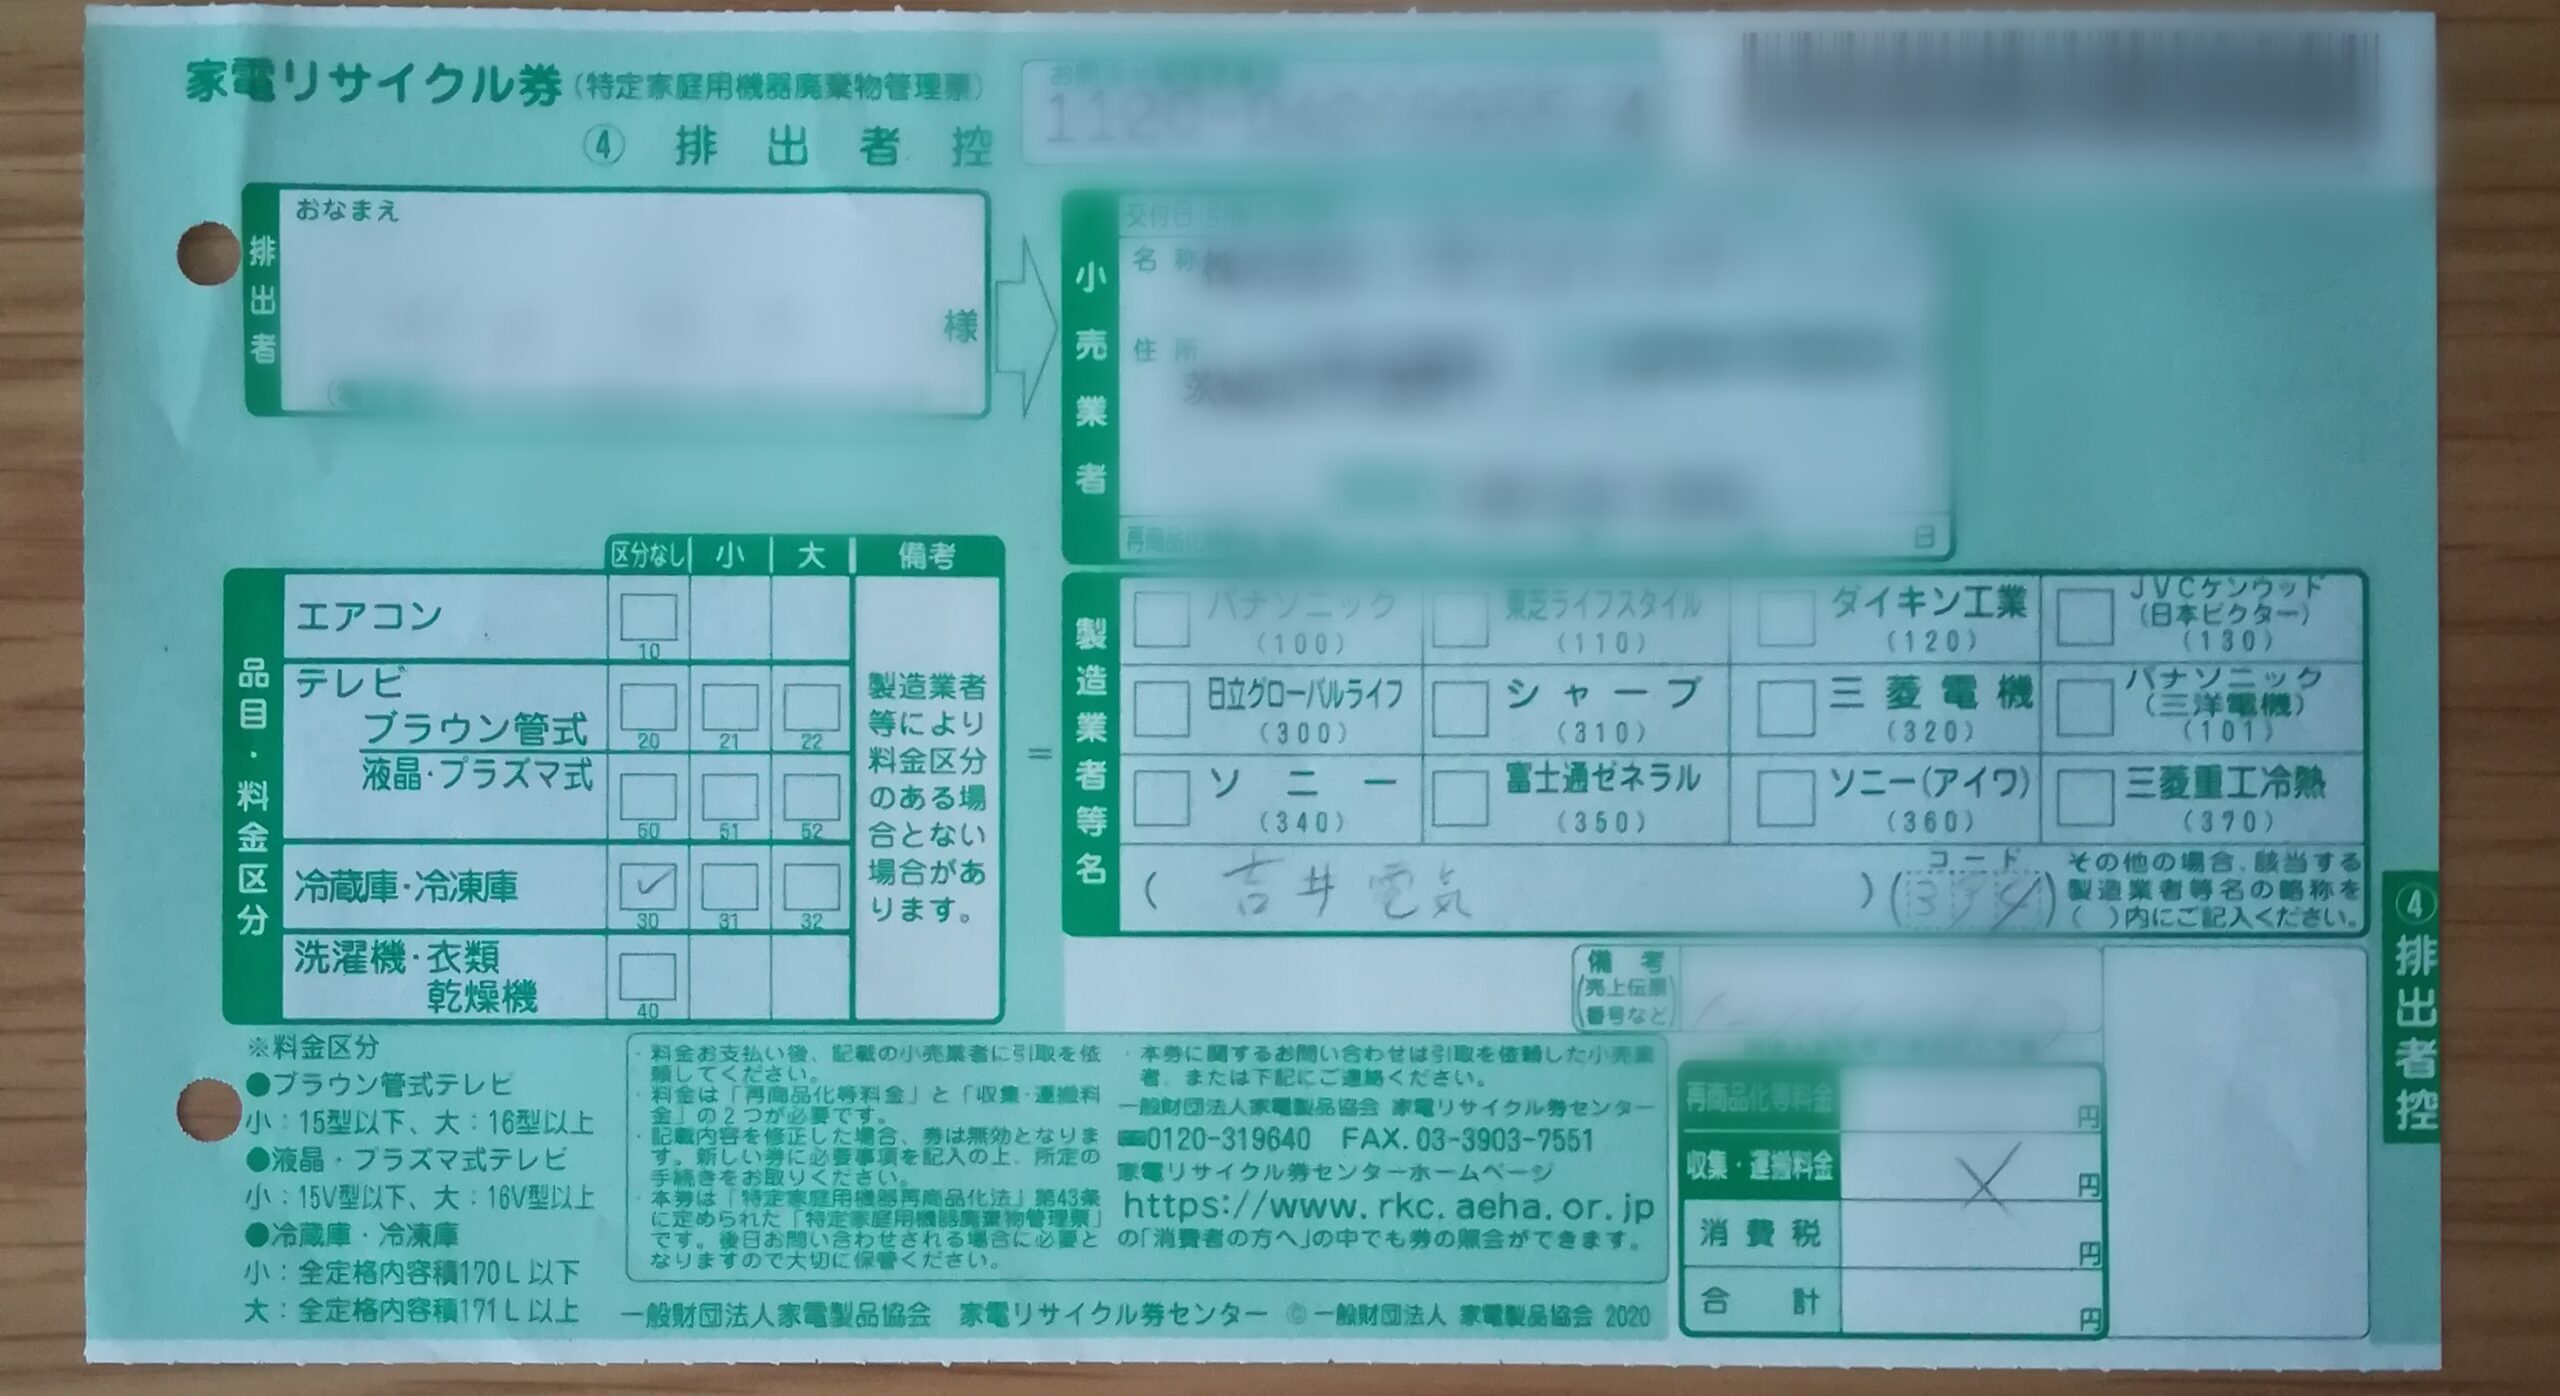 家電リサイクル券(特定家庭用機器廃棄物管理票)
④ 排出者控
お問合せ
排出者
おなまえ
様
小売業者
交付日(引
名称
住所
再商品化等
日
品目・料金区分
区分なし 小 大 備考
エアコン
10
テレビ
ブラウン管式
20 21 22
液晶・プラズマ式
50 51 52
冷蔵庫・冷凍庫
✓
30 31 32
洗濯機・衣類
乾燥機
40
製造業者
等により
料金区分
のある場
合とない
場合があ
ります。
=
製造業者等名
パナソニック
(100)
東芝ライフスタイル
(110)
ダイキン工業
(120)
JVCケンウッド
(日本ビクター)
(130)
日立グローバルライフ
(300)
シャープ
(310)
三菱電機
(320)
パナソニック
(三洋電機)
(101)
ソニー
(340)
富士通ゼネラル
(350)
ソニー(アイワ)
(360)
三菱重工冷熱
(370)
( 吉井電気 )
コード
その他の場合、該当する
製造業者等名の略称を
( )内にご記入ください。
備考
(売上伝票
番号など)
※料金区分
●ブラウン管式テレビ
小：15型以下、大：16型以上
●液晶・プラズマ式テレビ
小：15V型以下、大：16V型以上
●冷蔵庫・冷凍庫
小：全定格内容積170L以下
大：全定格内容積171L以上
・料金お支払い後、記載の小売業者に引取を依
頼してください。
・料金は「再商品化等料金」と「収集・運搬料
金」の2つが必要です。
・記載内容を修正した場合、券は無効となりま
す。新しい券に必要事項を記入の上、所定の
手続きをお取りください。
・本券は「特定家庭用機器再商品化法」第43条
に定められた「特定家庭用機器廃棄物管理票」
です。後日お問い合わせされる場合に必要と
なりますので大切に保管ください。
・本券に関するお問い合わせは引取を依頼した小売業
者、または下記にご連絡ください。
一般財団法人家電製品協会 家電リサイクル券センター
0120-319640 FAX.03-3903-7551
家電リサイクル券センターホームページ
https://www.rkc.aeha.or.jp
の「消費者の方へ」の中でも券の照会ができます。
再商品化等料金 円
収集・運搬料金 円
消費税 円
合計 円
一般財団法人家電製品協会 家電リサイクル券センター ©一般財団法人 家電製品協会 2020
④排出者控